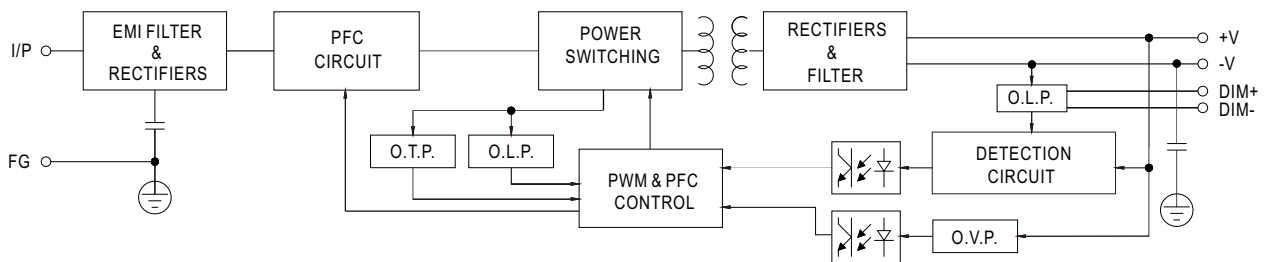 I/P
EMI FILTER
&
RECTIFIERS
PFC
CIRCUIT
POWER
SWITCHING
RECTIFIERS
&
FILTER
+V
-V
DIM+
DIM-
O.L.P.
FG
O.T.P.
O.L.P.
PWM & PFC
CONTROL
DETECTION
CIRCUIT
O.V.P.